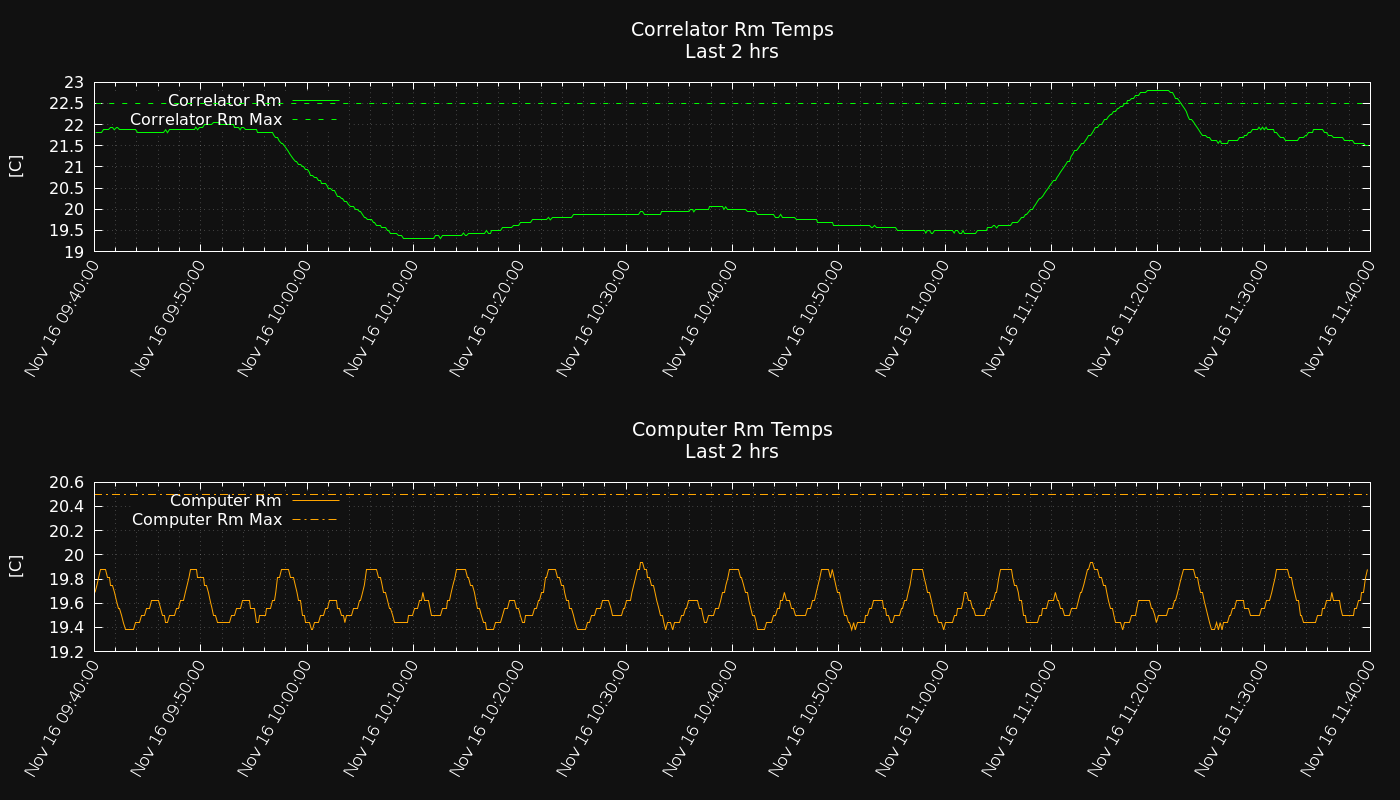 Correlator Rm Temps
Last 2 hrs
[C]
23
22.5
22
21.5
21
20.5
20
19.5
19
Correlator Rm
Correlator Rm Max
Nov 16 09:40:00
Nov 16 09:50:00
Nov 16 10:00:00
Nov 16 10:10:00
Nov 16 10:20:00
Nov 16 10:30:00
Nov 16 10:40:00
Nov 16 10:50:00
Nov 16 11:00:00
Nov 16 11:10:00
Nov 16 11:20:00
Nov 16 11:30:00
Nov 16 11:40:00
Computer Rm Temps
Last 2 hrs
[C]
20.6
20.4
20.2
20
19.8
19.6
19.4
19.2
Computer Rm
Computer Rm Max
Nov 16 09:40:00
Nov 16 09:50:00
Nov 16 10:00:00
Nov 16 10:10:00
Nov 16 10:20:00
Nov 16 10:30:00
Nov 16 10:40:00
Nov 16 10:50:00
Nov 16 11:00:00
Nov 16 11:10:00
Nov 16 11:20:00
Nov 16 11:30:00
Nov 16 11:40:00